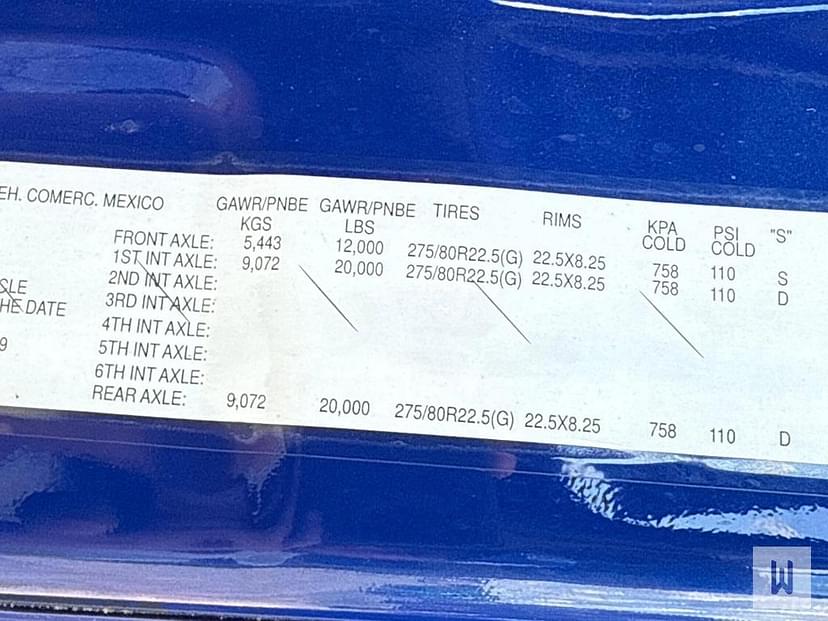 EH. COMERC. MEXICO GAWR/PNBE KGS GAWR/PNBE LBS TIRES RIMS KPA COLD PSI COLD "S"
FRONT AXLE: 5,443 12,000 275/80R22.5(G) 22.5X8.25 758 110 S
1ST INT AXLE: 9,072 20,000 275/80R22.5(G) 22.5X8.25 758 110 D
2ND INT AXLE:
3RD INT AXLE:
4TH INT AXLE:
5TH INT AXLE:
6TH INT AXLE:
REAR AXLE: 9,072 20,000 275/80R22.5(G) 22.5X8.25 758 110 D
HE DATE
9
W